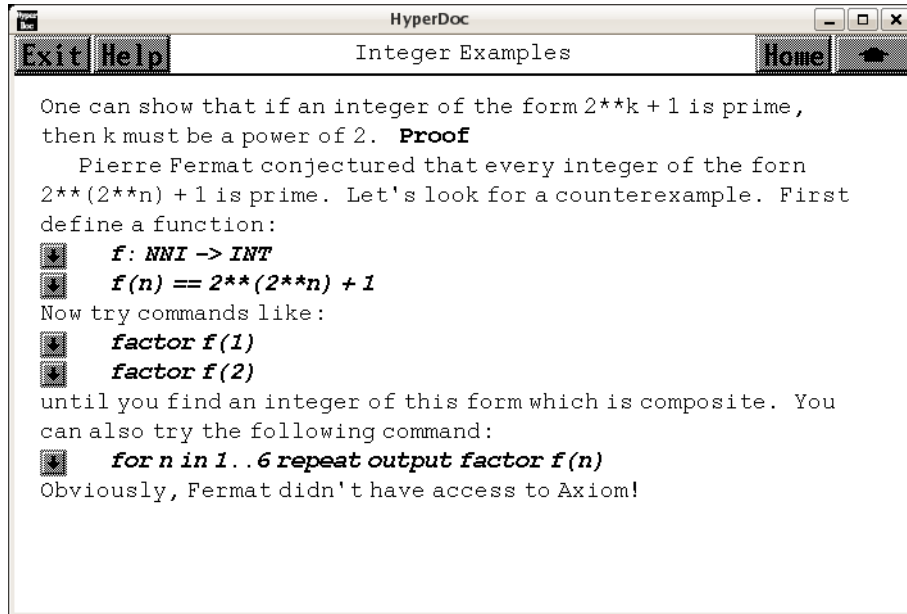 HyperDoc
Exit Help Integer Examples Home
One can show that if an integer of the form 2**k + 1 is prime,
then k must be a power of 2. Proof
Pierre Fermat conjectured that every integer of the forn
2**(2**n) + 1 is prime. Let's look for a counterexample. First
define a function:
f: NNI -> INT
f(n) == 2**(2**n) + 1
Now try commands like:
factor f(1)
factor f(2)
until you find an integer of this form which is composite. You
can also try the following command:
for n in 1..6 repeat output factor f(n)
Obviously, Fermat didn't have access to Axiom!